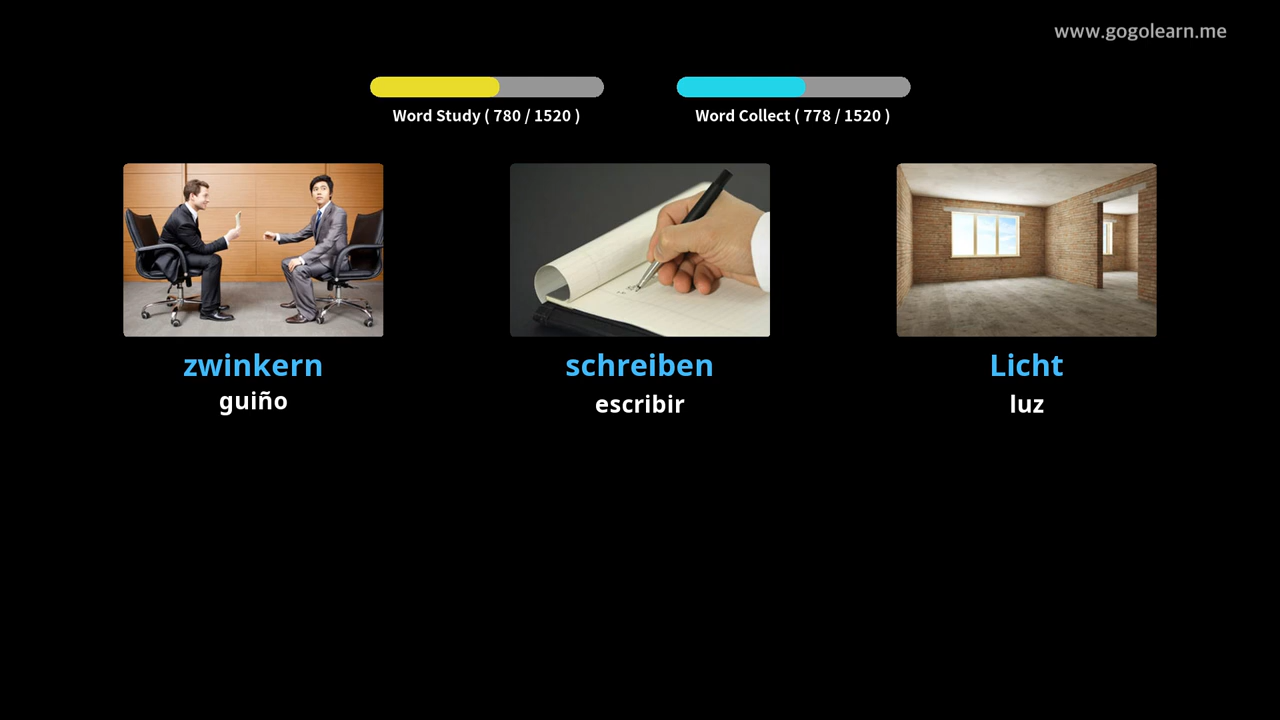 www.gogolearn.me
Word Study ( 780 / 1520 )
Word Collect ( 778 / 1520 )
zwinkern
guiño
schreiben
escribir
Licht
luz